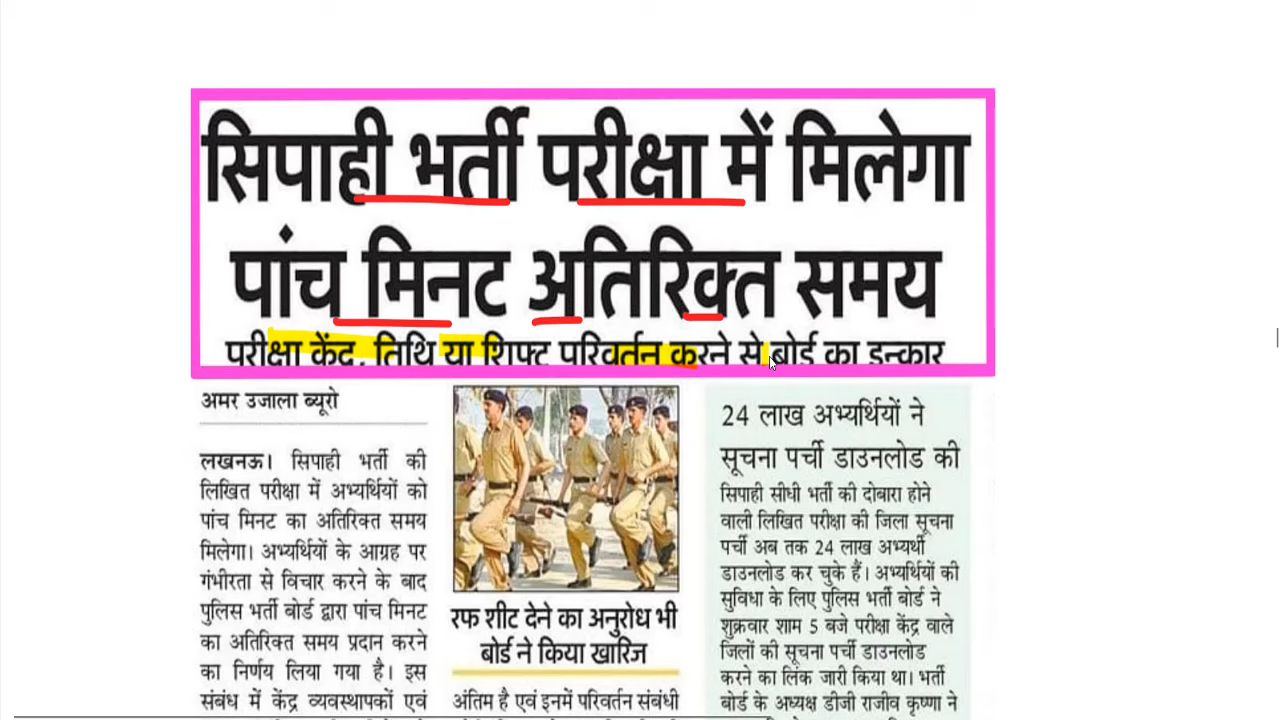 सिपाही भर्ती परीक्षा में मिलेगा
पांच मिनट अतिरिक्त समय
परीक्षा केंद्र, तिथि या शिफ्ट परिवर्तन करने से बोर्ड का इन्कार
अमर उजाला ब्यूरो
लखनऊ। सिपाही भर्ती की
लिखित परीक्षा में अभ्यर्थियों को
पांच मिनट का अतिरिक्त समय
मिलेगा। अभ्यर्थियों के आग्रह पर
गंभीरता से विचार करने के बाद
पुलिस भर्ती बोर्ड द्वारा पांच मिनट
का अतिरिक्त समय प्रदान करने
का निर्णय लिया गया है। इस
संबंध में केंद्र व्यवस्थापकों एवं
रफ शीट देने का अनुरोध भी
बोर्ड ने किया खारिज
अंतिम है एवं इनमें परिवर्तन संबंधी
24 लाख अभ्यर्थियों ने
सूचना पर्ची डाउनलोड की
सिपाही सीधी भर्ती की दोबारा होने
वाली लिखित परीक्षा की जिला सूचना
पर्ची अब तक 24 लाख अभ्यर्थी
डाउनलोड कर चुके हैं। अभ्यर्थियों की
सुविधा के लिए पुलिस भर्ती बोर्ड ने
शुक्रवार शाम 5 बजे परीक्षा केंद्र वाले
जिलों की सूचना पर्ची डाउनलोड
करने का लिंक जारी किया था। भर्ती
बोर्ड के अध्यक्ष डीजी राजीव कृष्णा ने